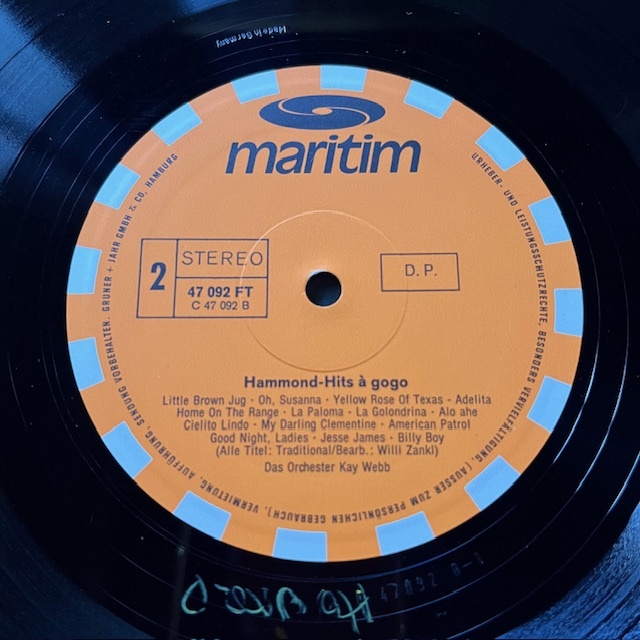 Made in Germany
maritim
URHEBER- UND LEISTUNGSSCHUTZRECHTE, BESONDERS VERVIELFÄLTIGUNG, (AUSSER ZUM PERSÖNLICHEN GEBRAUCH), VERMIETUNG, AUFFÜHRUNG, SENDUNG VORBEHALTEN. GRUNER + JAHR GMBH & CO, HAMBURG
2
STEREO
47 092 FT
C 47 092 B
D.P.
Hammond-Hits à gogo
Little Brown Jug - Oh, Susanna - Yellow Rose Of Texas - Adelita
Home On The Range - La Paloma - La Golondrina - Alo ahe
Cielito Lindo - My Darling Clementine - American Patrol
Good Night, Ladies - Jesse James - Billy Boy
(Alle Titel: Traditional/Bearb.: Willi Zankl)
Das Orchester Kay Webb